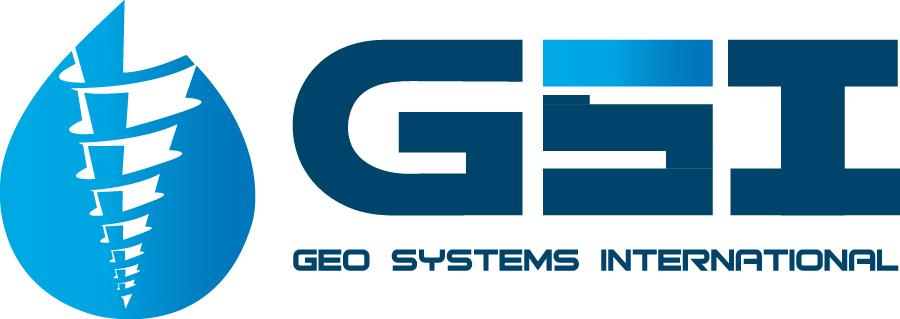 GSI
GEO SYSTEMS INTERNATIONAL